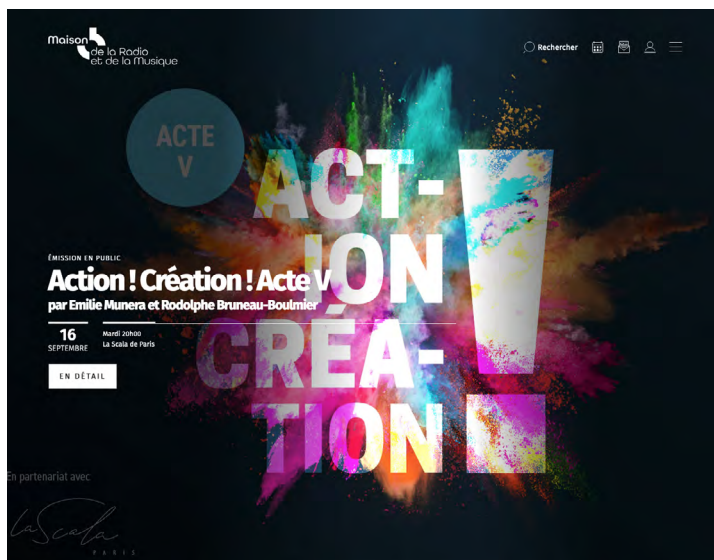 Maison
de la Radio
et de la Musique
Rechercher
ACTE
V
ACT-
ION
CRÉA-
TION
!
ÉMISSION EN PUBLIC
Action ! Création ! Acte V
par Emilie Munera et Rodolphe Bruneau-Boulmier
16
SEPTEMBRE
Mardi 20h00
La Scala de Paris
EN DÉTAIL
En partenariat avec
La Scala
PARIS